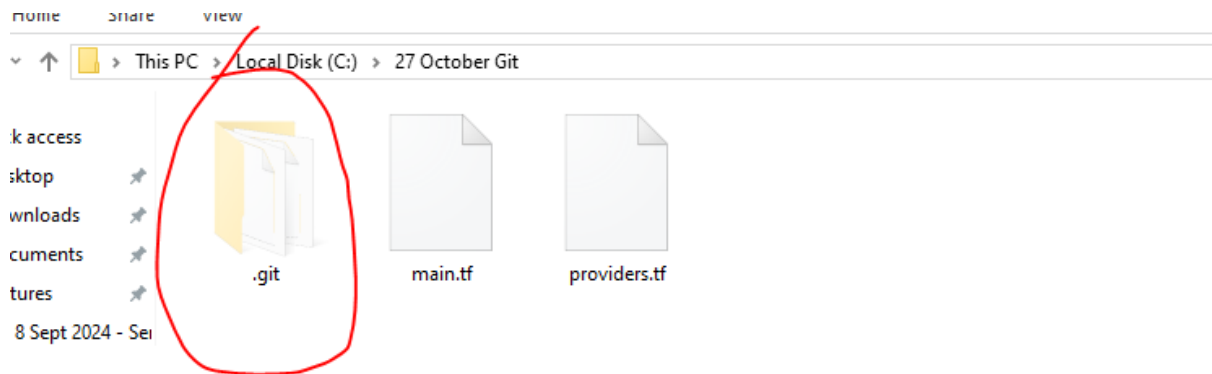 Home Share View
This PC > Local Disk (C:) > 27 October Git
k access
sktop
wnloads
cuments
tures
8 Sept 2024 - Ser
.git main.tf providers.tf